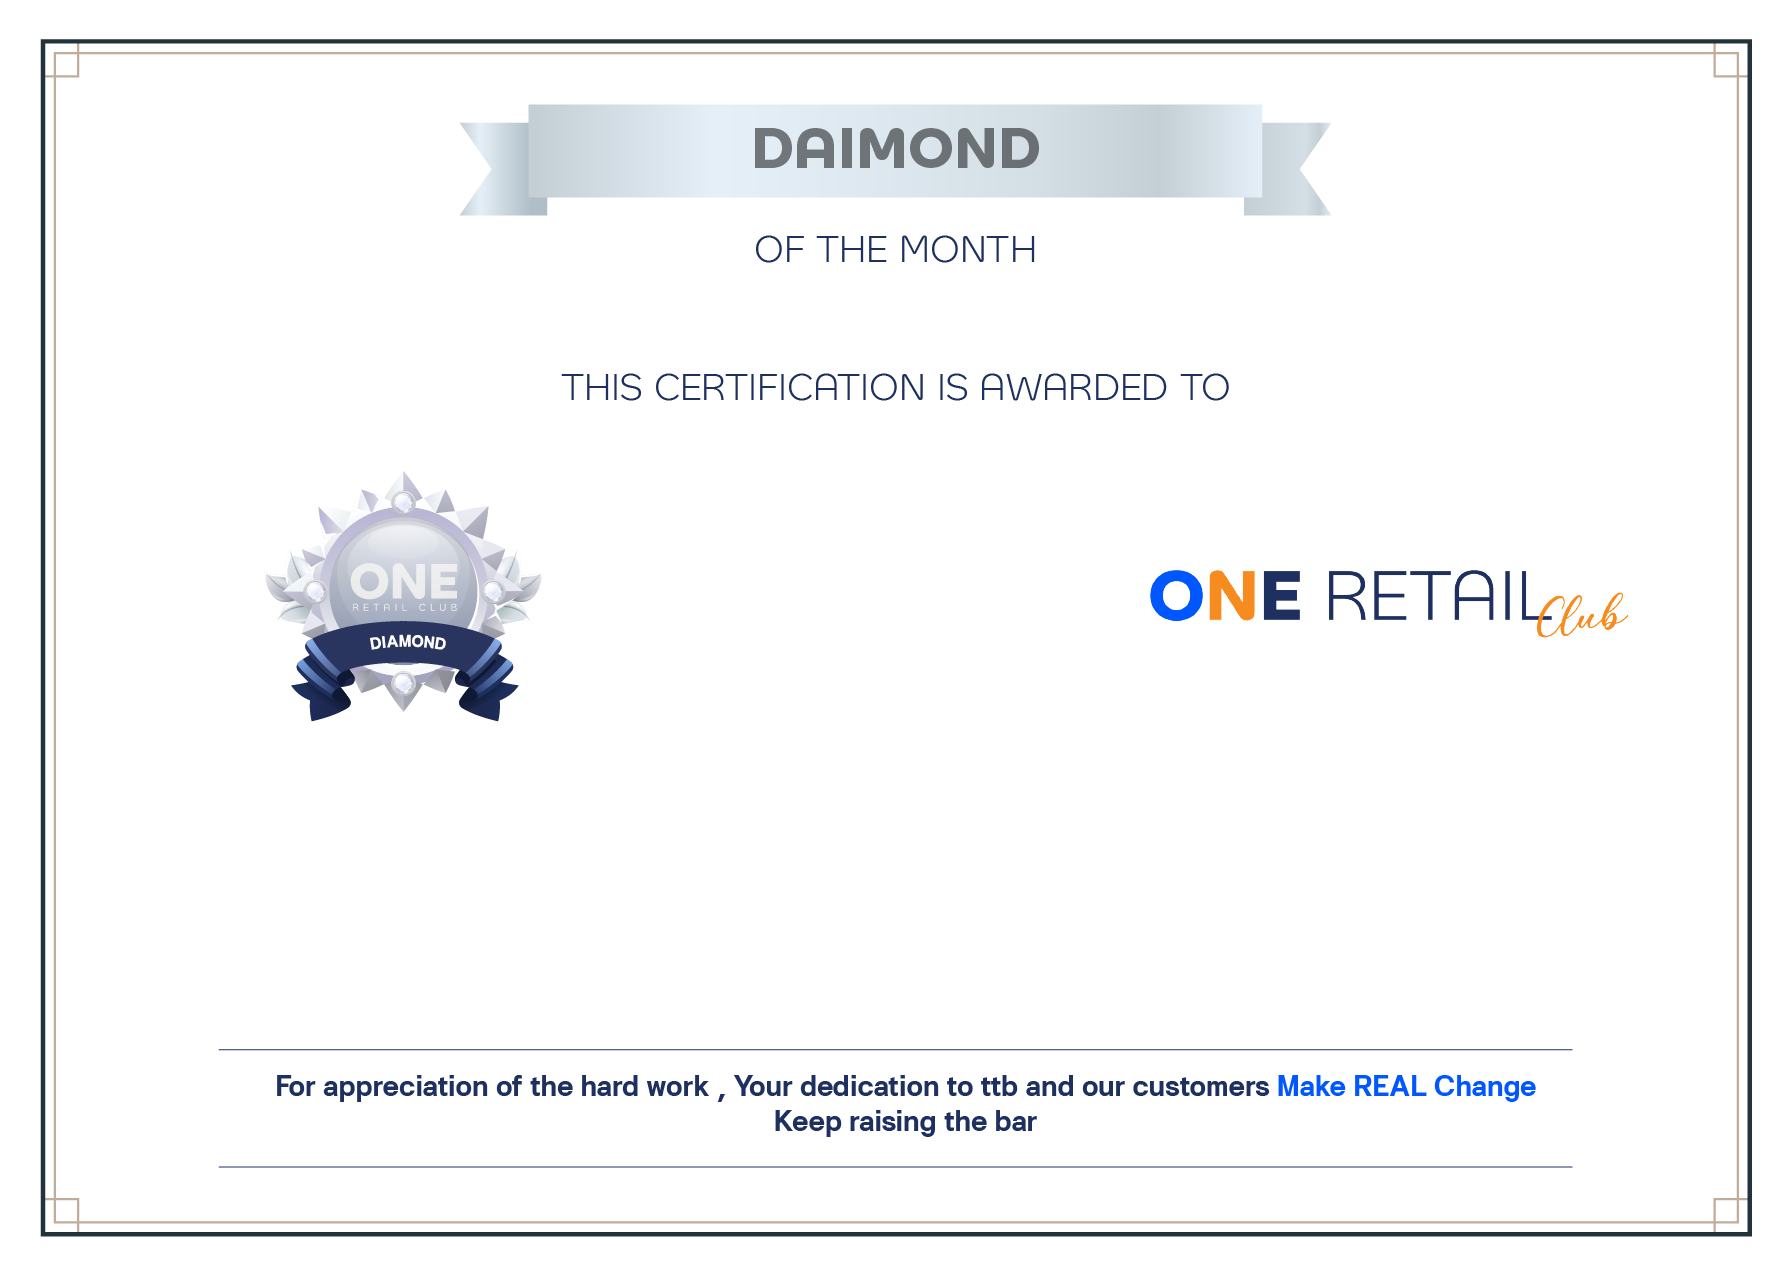 DAIMOND
OF THE MONTH
THIS CERTIFICATION IS AWARDED TO
ONE
RETAIL CLUB
DIAMOND
ONE RETAIL Club
For appreciation of the hard work , Your dedication to ttb and our customers Make REAL Change
Keep raising the bar